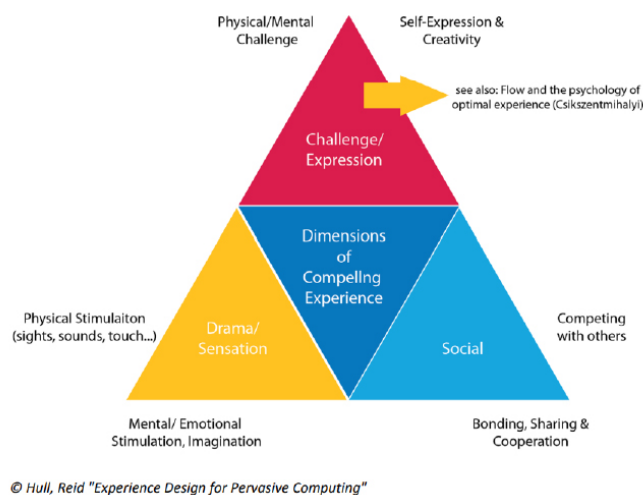 Physical/Mental
Challenge
Self-Expression &
Creativity
see also: Flow and the psychology of
optimal experience (Csikszentmihalyi)
Challenge/
Expression
Dimensions
of
Compellng
Experience
Physical Stimulaiton
(sights, sounds, touch...)
Drama/
Sensation
Social
Competing
with others
Mental/ Emotional
Stimulation, Imagination
Bonding, Sharing &
Cooperation
© Hull, Reid "Experience Design for Pervasive Computing"